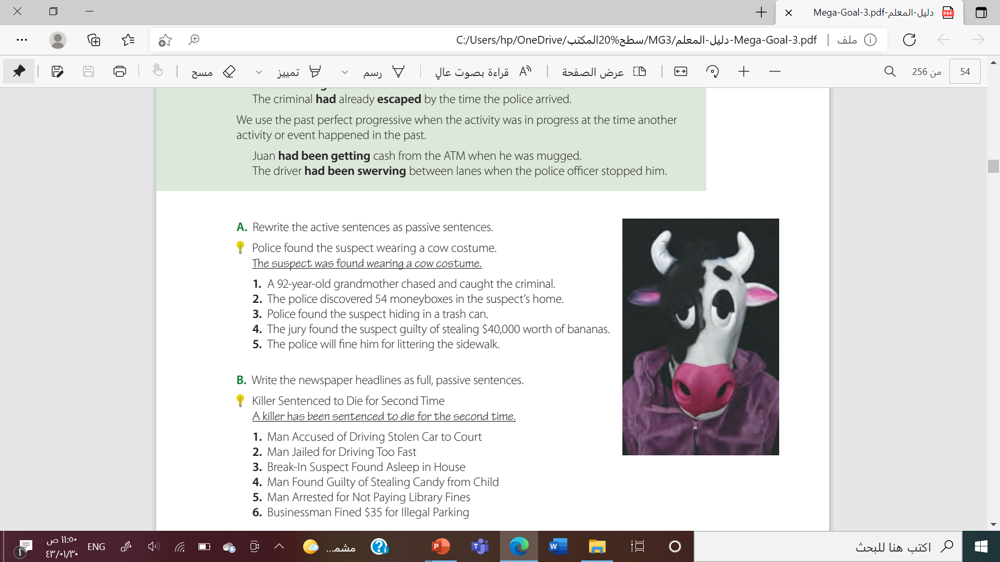 دليل-المعلم-Mega-Goal-3.pdf
ملف
C:/Users/hp/OneDrive/سطح%20المكتب/MG3/دليل-المعلم-Mega-Goal-3.pdf
54
من 256
عرض الصفحة
قراءة بصوت عالٍ
رسم
تمييز
مسح
The criminal had already escaped by the time the police arrived.
We use the past perfect progressive when the activity was in progress at the time another
activity or event happened in the past.
Juan had been getting cash from the ATM when he was mugged.
The driver had been swerving between lanes when the police officer stopped him.
A. Rewrite the active sentences as passive sentences.
Police found the suspect wearing a cow costume.
The suspect was found wearing a cow costume.
1. A 92-year-old grandmother chased and caught the criminal.
2. The police discovered 54 moneyboxes in the suspect's home.
3. Police found the suspect hiding in a trash can.
4. The jury found the suspect guilty of stealing $40,000 worth of bananas.
5. The police will fine him for littering the sidewalk.
B. Write the newspaper headlines as full, passive sentences.
Killer Sentenced to Die for Second Time
A killer has been sentenced to die for the second time.
1. Man Accused of Driving Stolen Car to Court
2. Man Jailed for Driving Too Fast
3. Break-In Suspect Found Asleep in House
4. Man Found Guilty of Stealing Candy from Child
5. Man Arrested for Not Paying Library Fines
6. Businessman Fined $35 for Illegal Parking
اكتب هنا للبحث
مشم...
ENG
١١:٥٠ ص
٤٣/٠١/٣٠
١